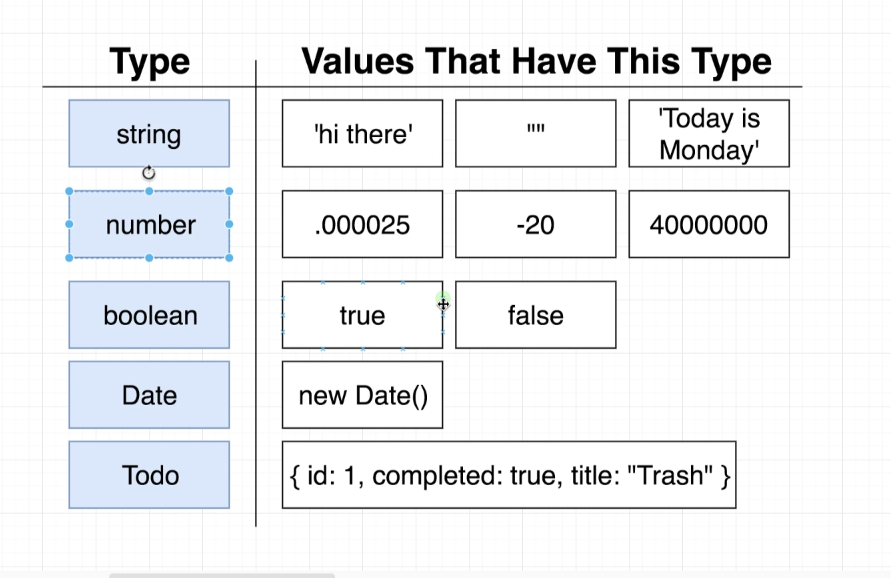 Type Values That Have This Type
string 'hi there' "" 'Today is
Monday'
number .000025 -20 40000000
boolean true false
Date new Date()
Todo { id: 1, completed: true, title: "Trash" }